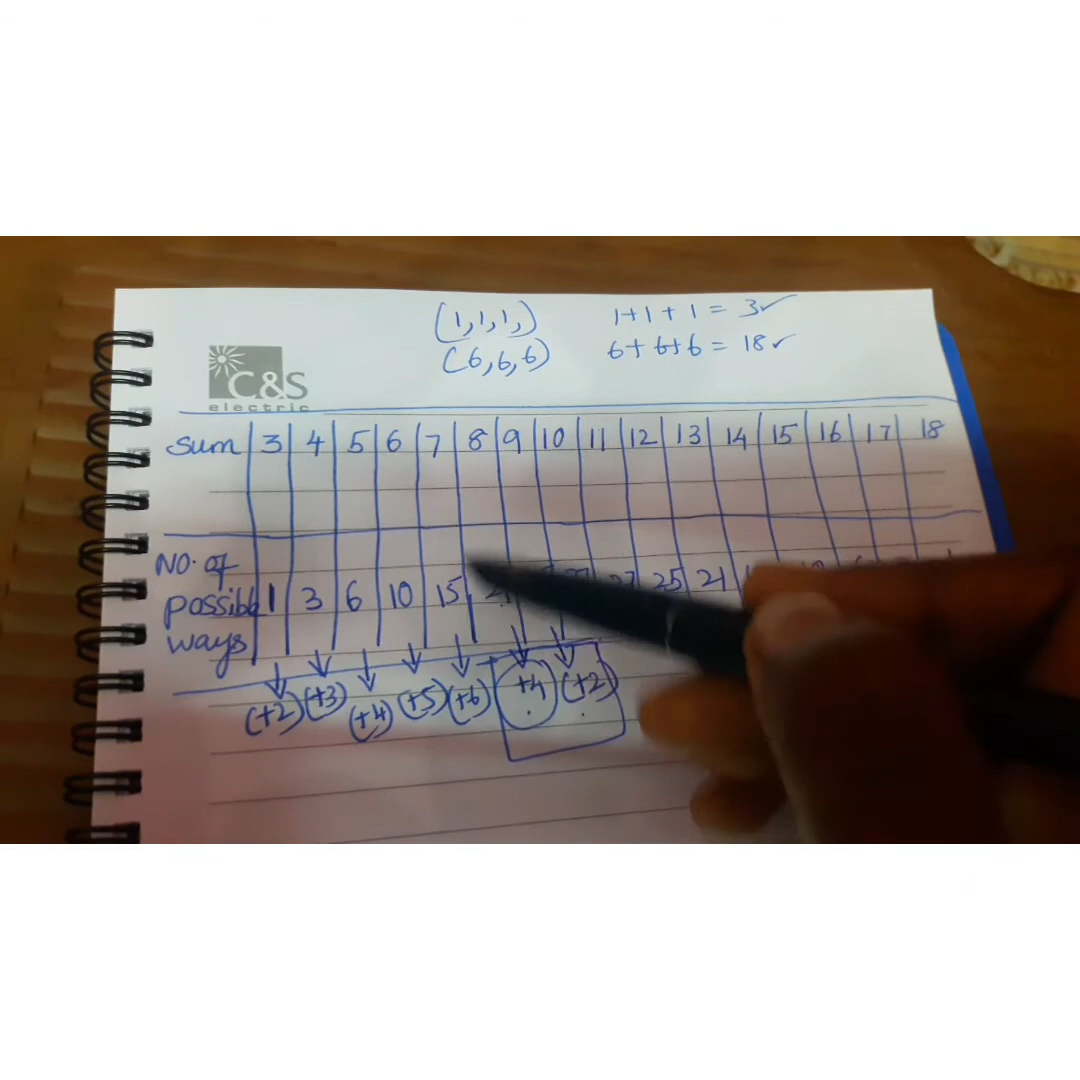 (1,1,1,) 1+1+1 = 3✓
(6,6,6) 6+6+6 = 18✓
C&S
electric
Sum 3 4 5 6 7 8 9 10 11 12 13 14 15 16 17 18
NO. of
possible 1 3 6 10 15 27 25 21
ways
(+2) (+3) (+4) (+5) (+6) +4 (+2)